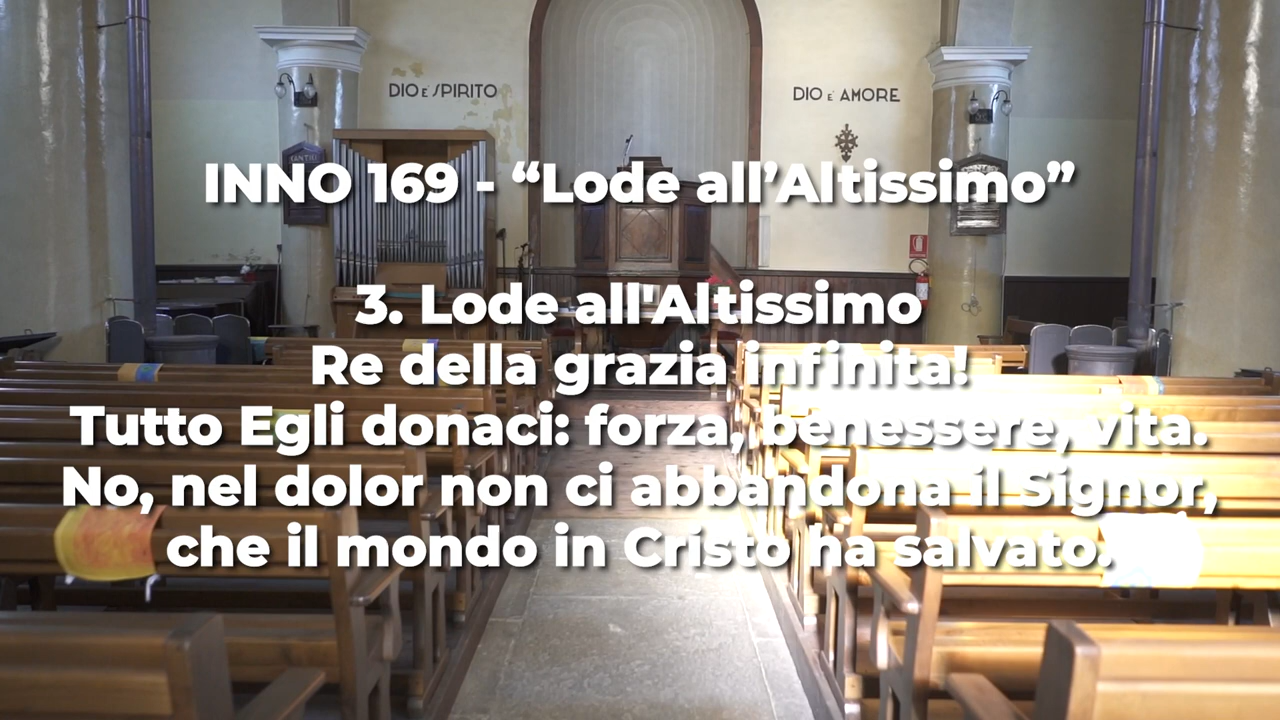 DIO E' SPIRITO
DIO E' AMORE
INNO 169 - “Lode all’Altissimo”
3. Lode all'Altissimo
Re della grazia infinita!
Tutto Egli donaci: forza, benessere, vita.
No, nel dolor non ci abbandona il Signor,
che il mondo in Cristo ha salvato.